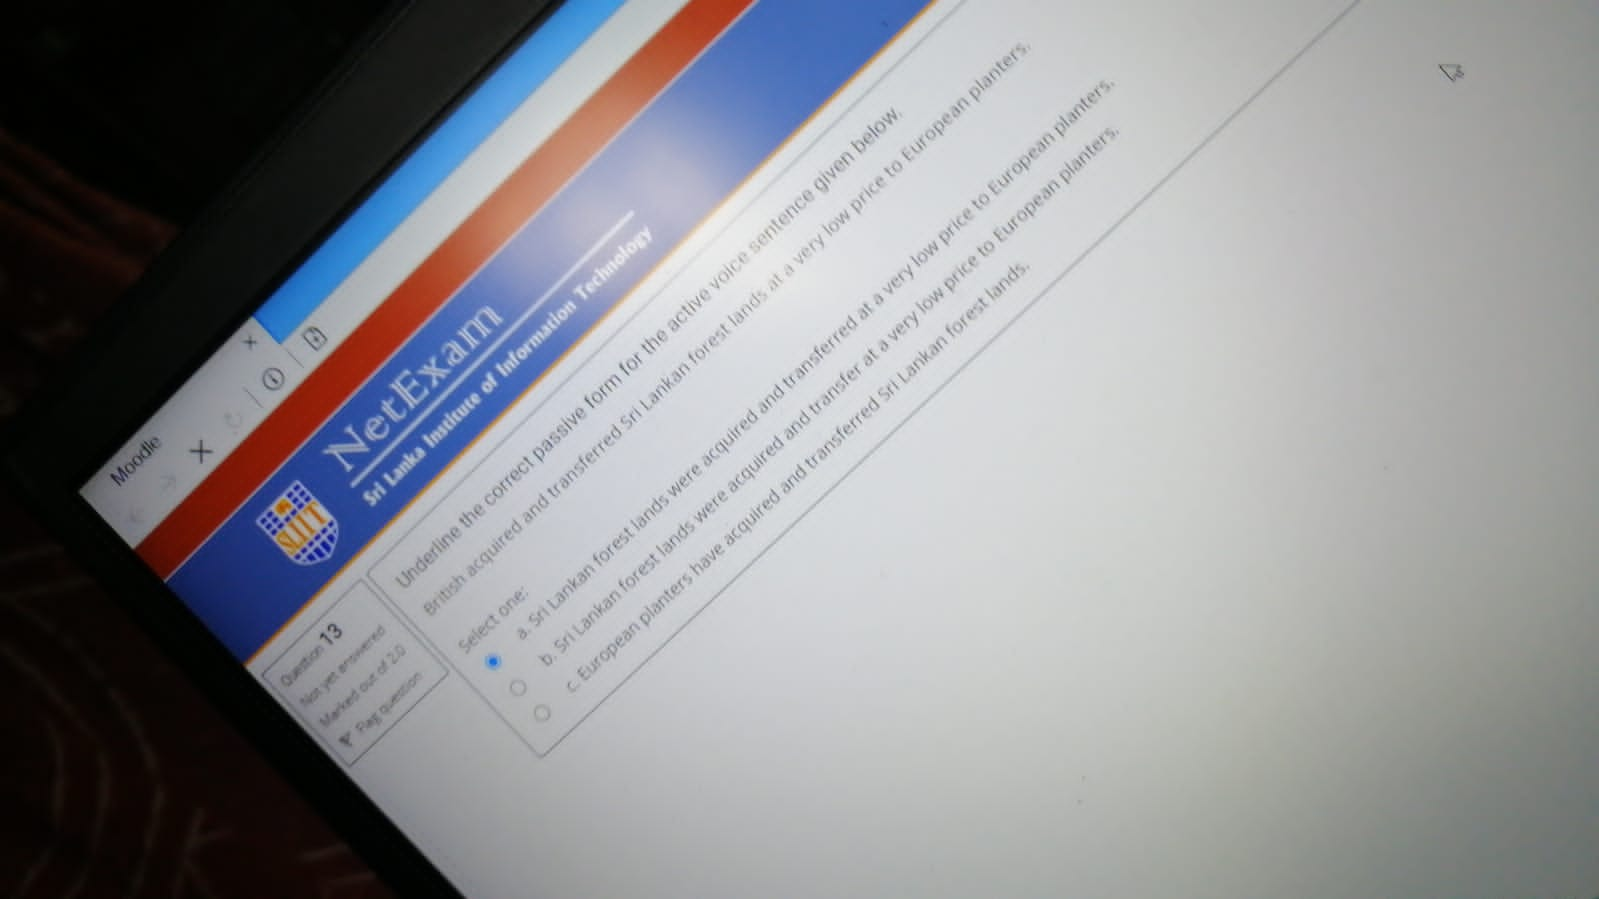 Moodle
NetExam
Sri Lanka Institute of Information Technology
SLIIT
Question 13
Not yet answered
Marked out of 2.0
Flag question
Underline the correct passive form for the active voice sentence given below.
British acquired and transferred Sri Lankan forest lands at a very low price to European planters.
Select one:
a. Sri Lankan forest lands were acquired and transferred at a very low price to European planters.
b. Sri Lankan forest lands were acquired and transfer at a very low price to European planters.
c. European planters have acquired and transferred Sri Lankan forest lands.